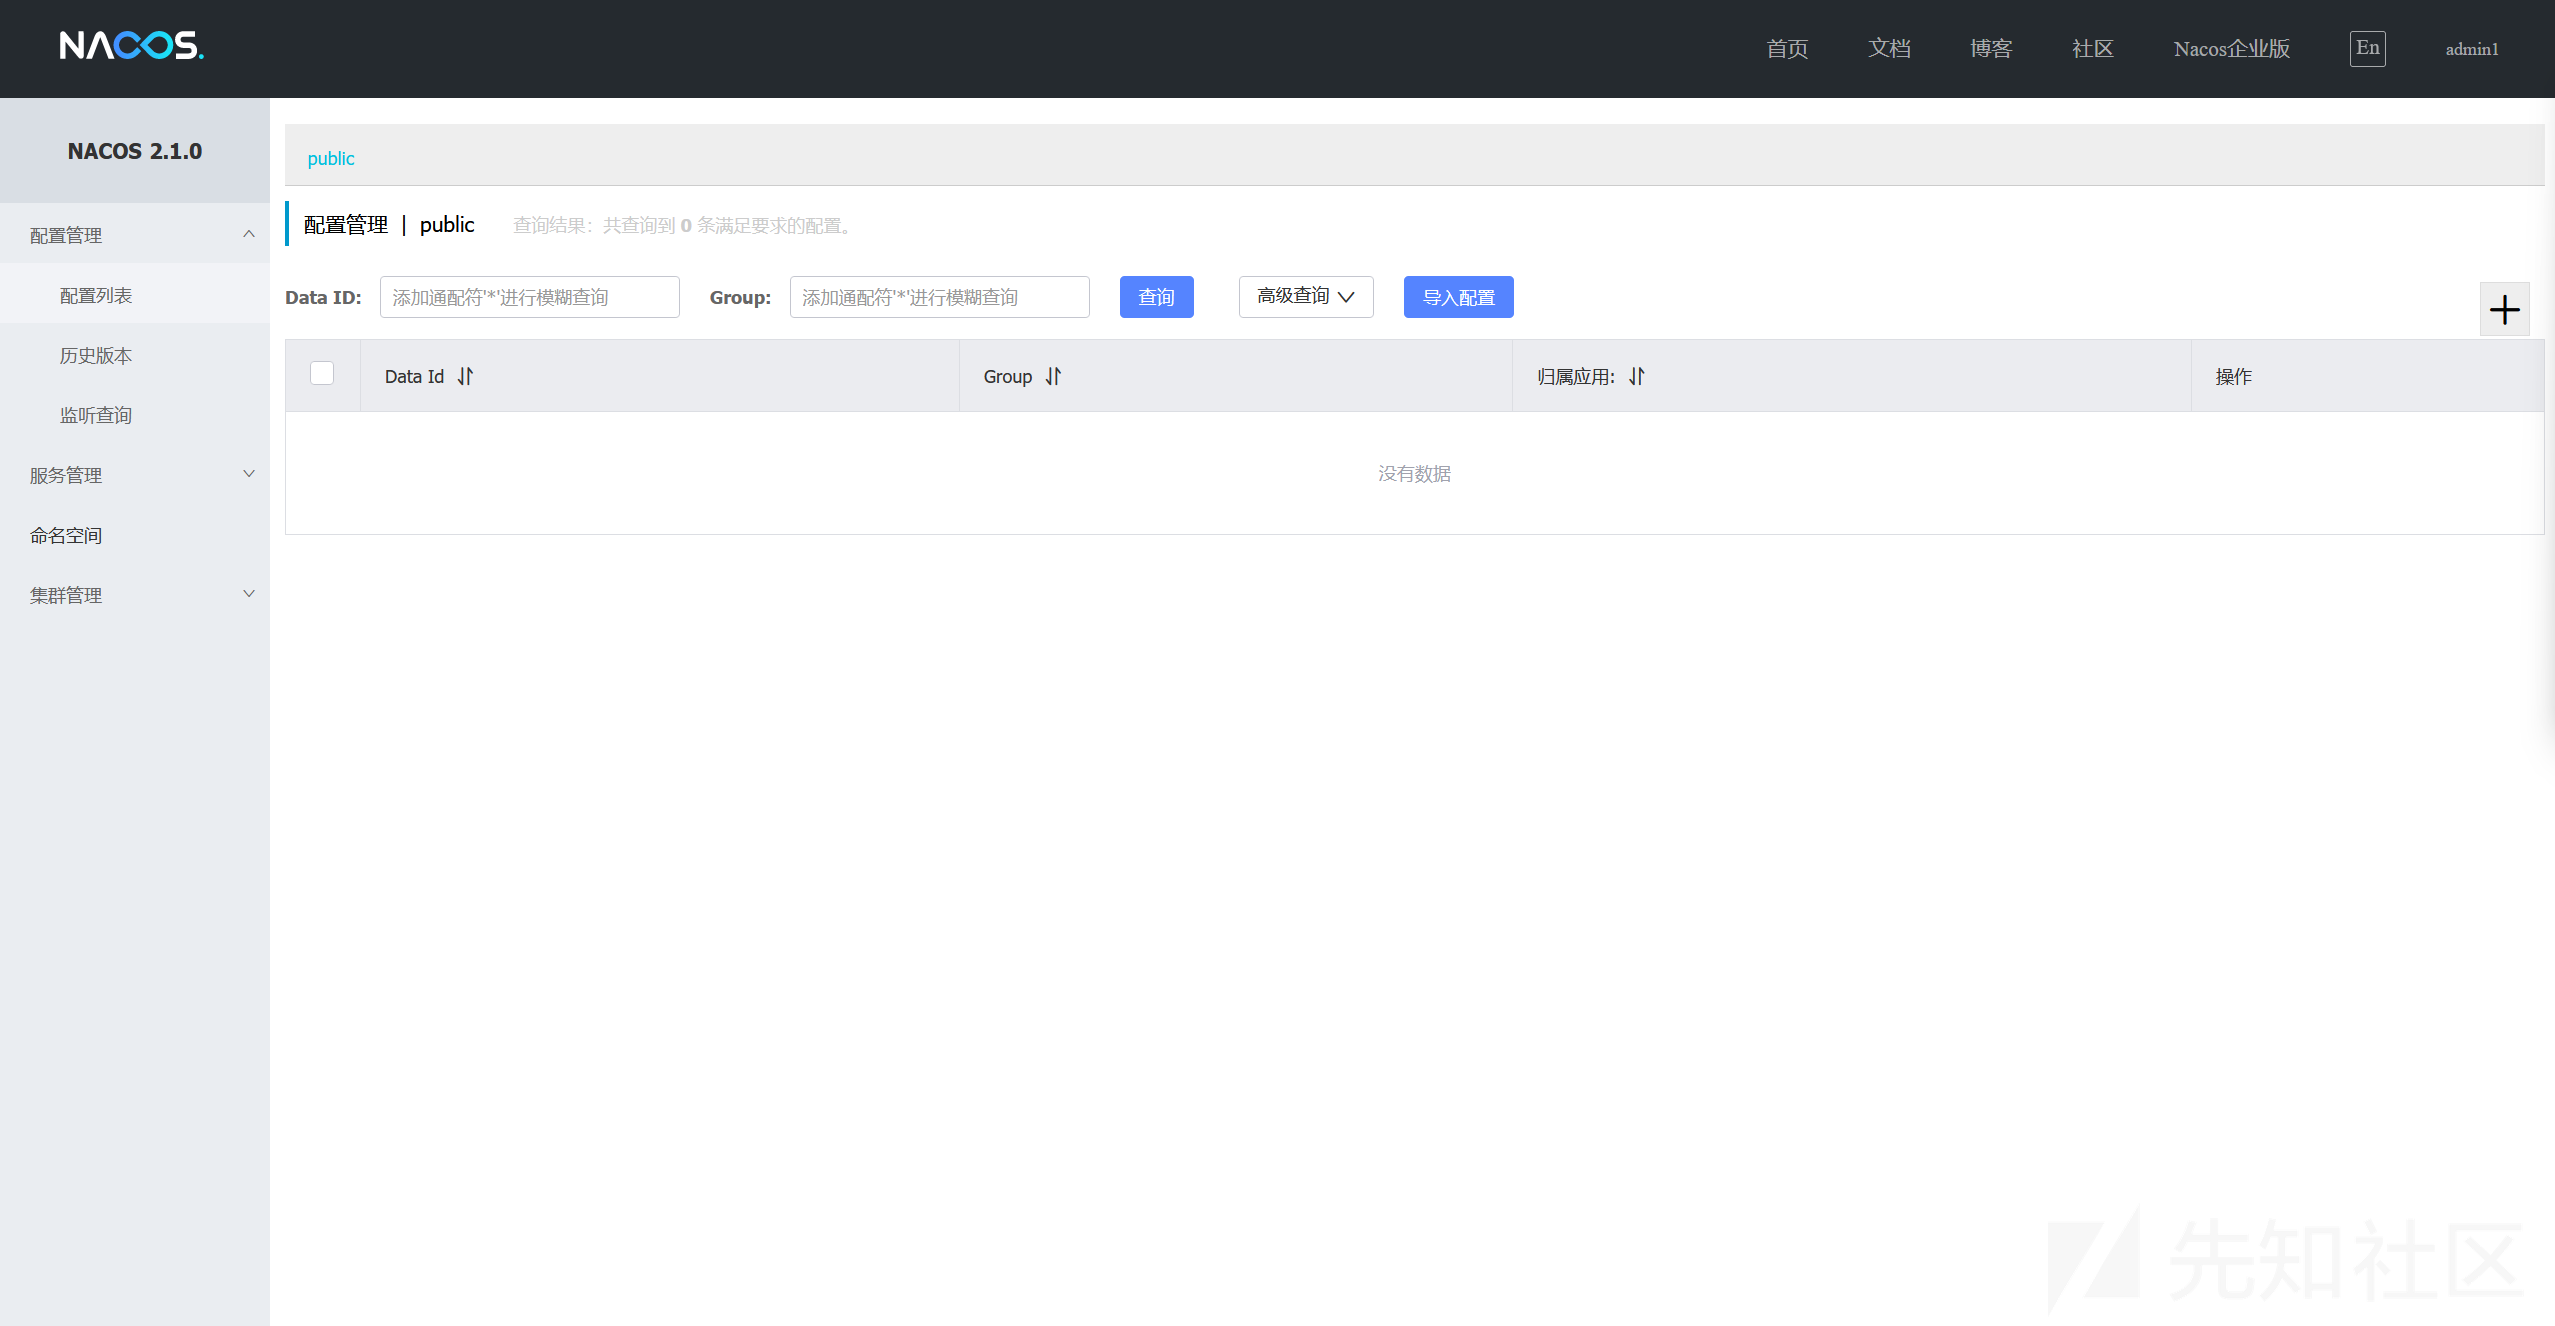 NACOS.
首页 文档 博客 社区 Nacos企业版 En admin1
NACOS 2.1.0
配置管理
配置列表
历史版本
监听查询
服务管理
命名空间
集群管理
public
配置管理 | public 查询结果：共查询到 0 条满足要求的配置。
Data ID: 添加通配符'*'进行模糊查询 Group: 添加通配符'*'进行模糊查询 查询 高级查询 导入配置
Data Id Group 归属应用: 操作
没有数据
先知社区